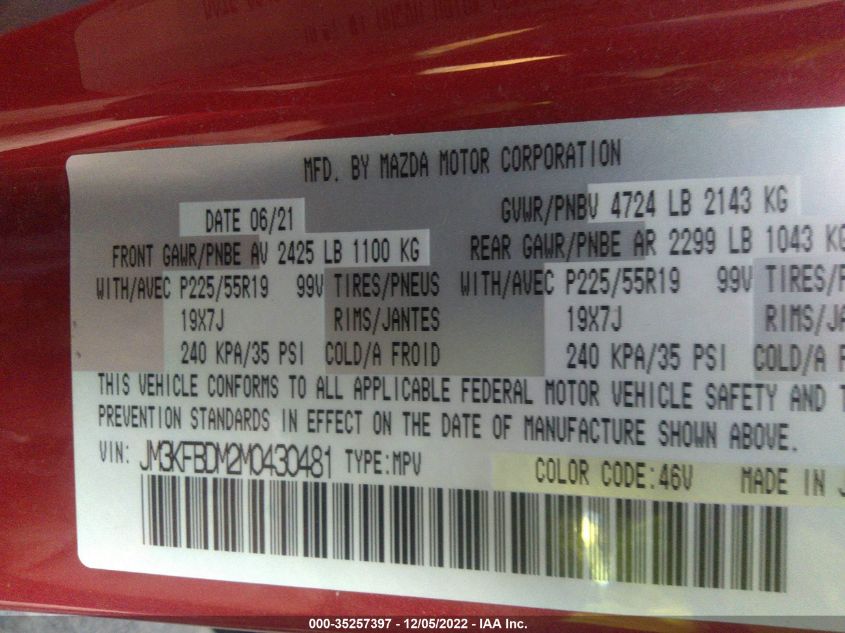 MFD. BY MAZDA MOTOR CORPORATION
DATE 06/21 GVWR/PNBV 4724 LB 2143 KG
FRONT GAWR/PNBE AV 2425 LB 1100 KG REAR GAWR/PNBE AR 2299 LB 1043 KG
WITH/AVEC P225/55R19 99V TIRES/PNEUS WITH/AVEC P225/55R19 99V TIRES/P
19X7J RIMS/JANTES 19X7J RIMS/JA
240 KPA/35 PSI COLD/A FROID 240 KPA/35 PSI COLD/A F
THIS VEHICLE CONFORMS TO ALL APPLICABLE FEDERAL MOTOR VEHICLE SAFETY AND T
PREVENTION STANDARDS IN EFFECT ON THE DATE OF MANUFACTURE SHOWN ABOVE.
VIN: JM3KFBDM2M0430481 TYPE:MPV COLOR CODE:46V MADE IN J
000-35257397 - 12/05/2022 - IAA Inc.